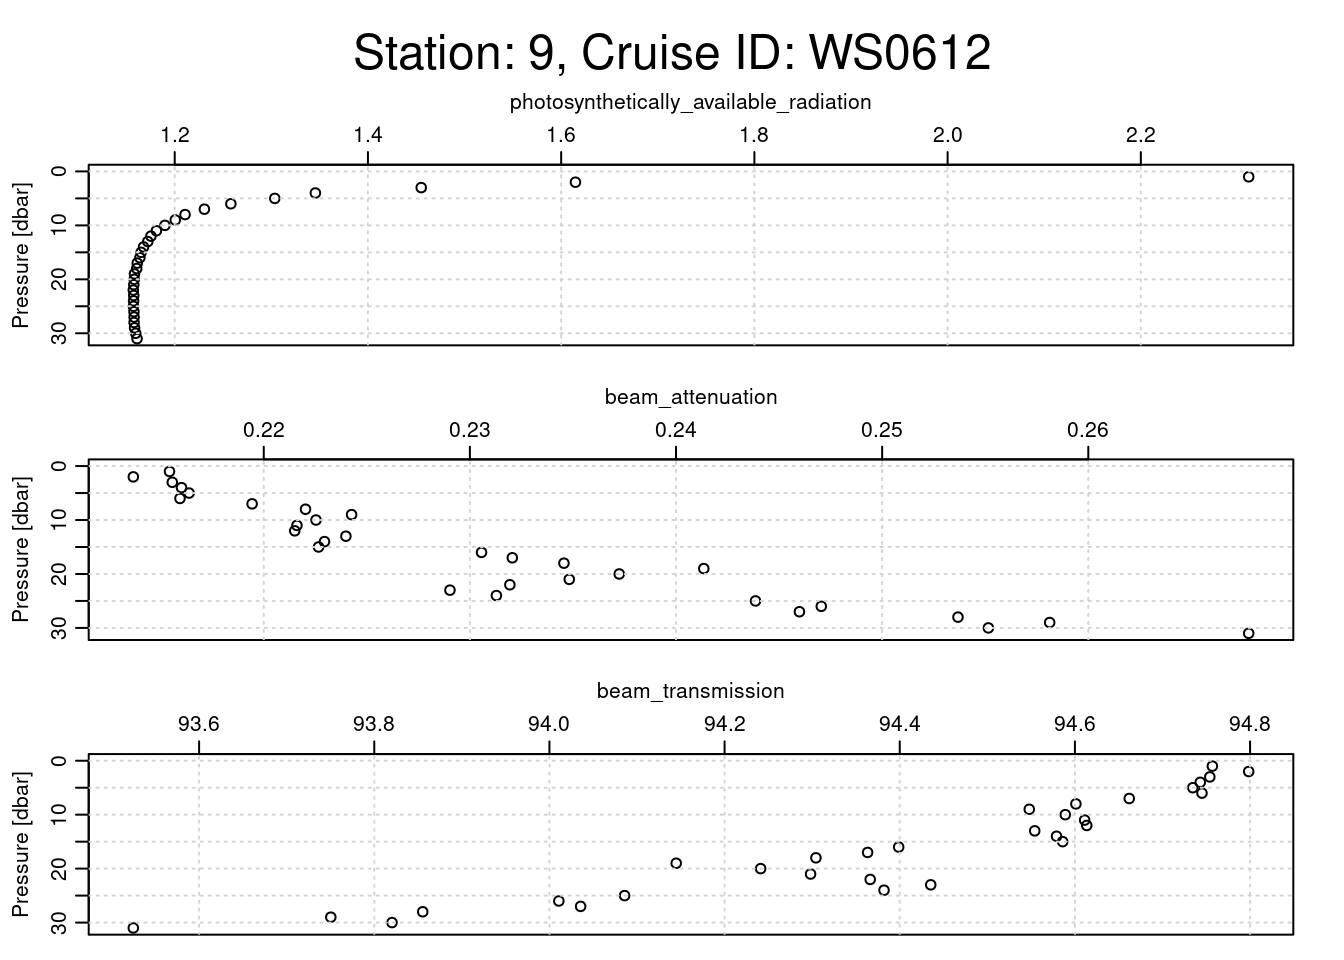 Station: 9, Cruise ID: WS0612
photosynthetically_available_radiation
1.2 1.4 1.6 1.8 2.0 2.2
Pressure [dbar]
0
10
20
30
beam_attenuation
0.22 0.23 0.24 0.25 0.26
Pressure [dbar]
0
10
20
30
beam_transmission
93.6 93.8 94.0 94.2 94.4 94.6 94.8
Pressure [dbar]
0
10
20
30